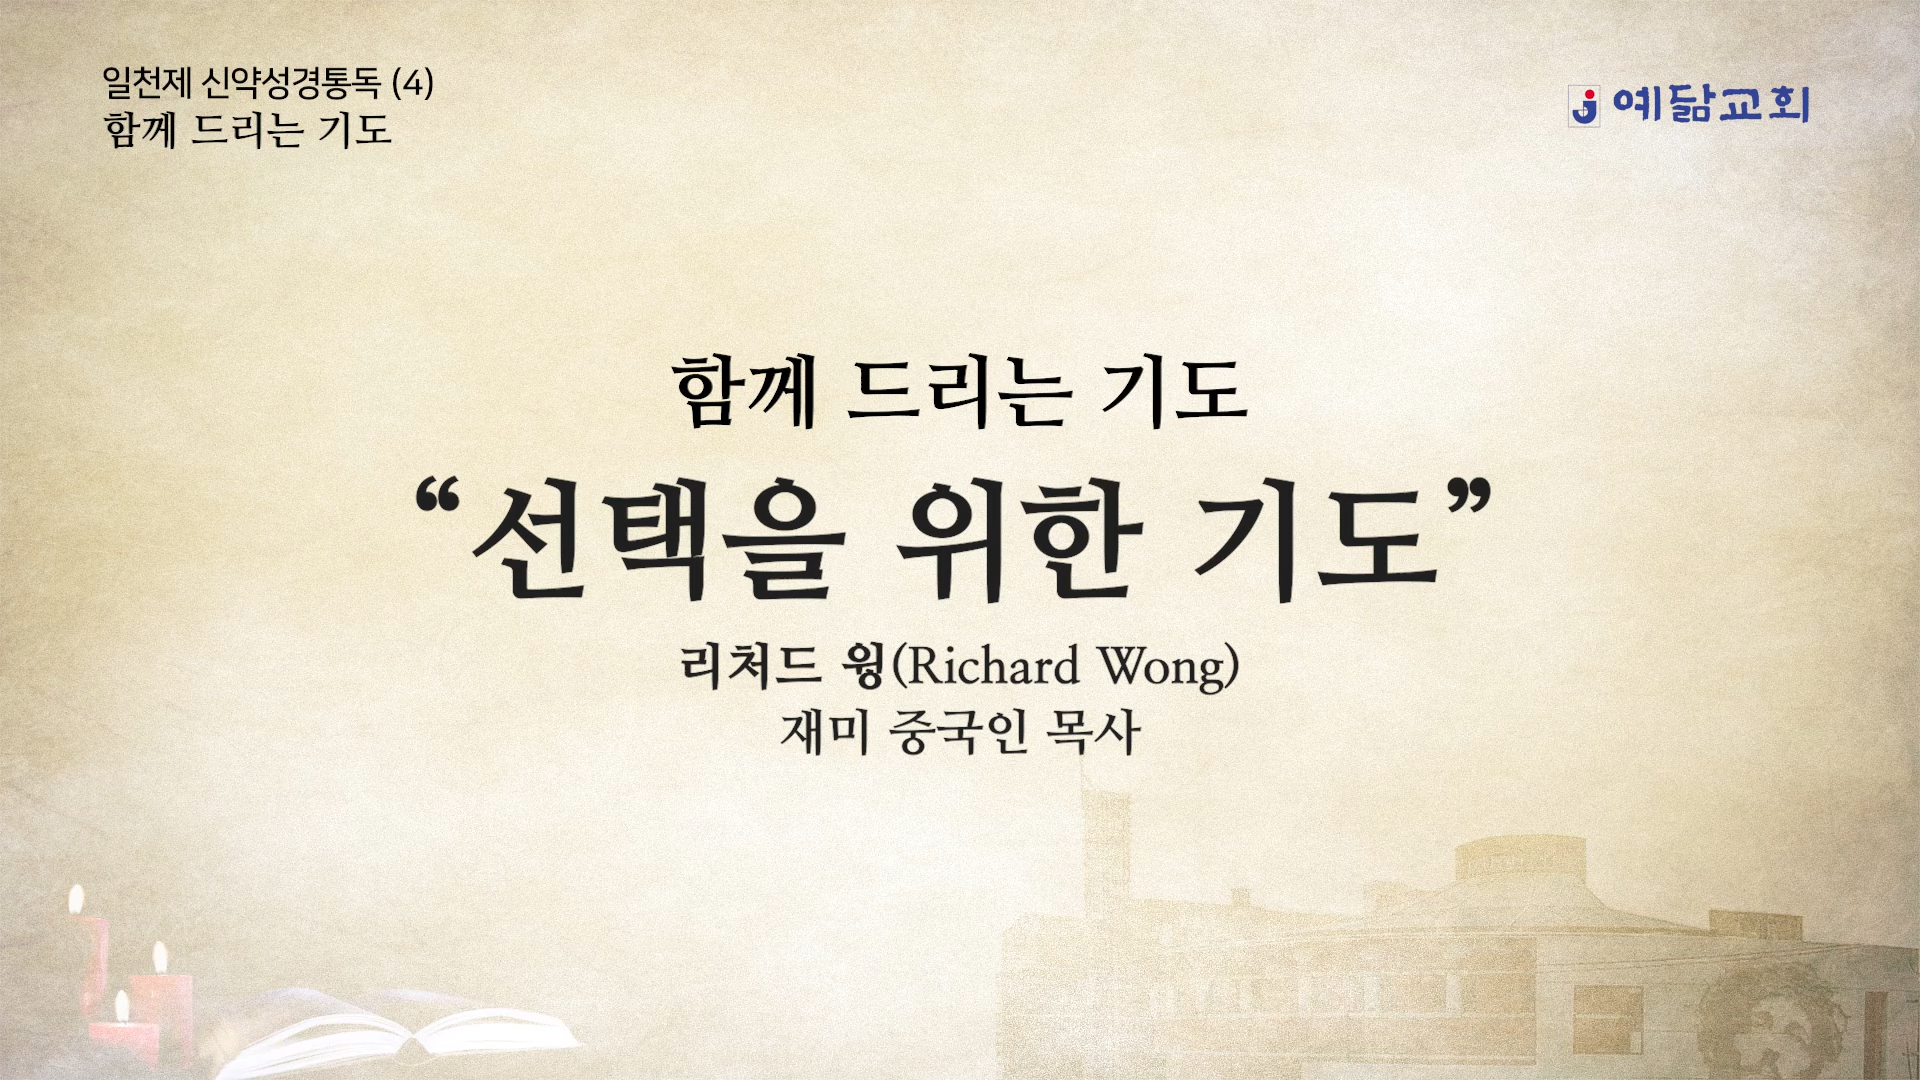 일천제 신약성경통독 (4)
함께 드리는 기도
예닮교회
함께 드리는 기도
“선택을 위한 기도”
리처드 웡(Richard Wong)
재미 중국인 목사